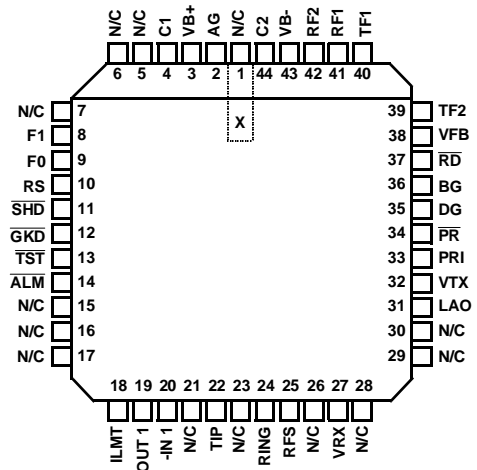 N/C N/C C1 VB+ AG N/C C2 VB- RF2 RF1 TF1
6 5 4 3 2 1 44 43 42 41 40
X
N/C 7
F1 8
F0 9
RS 10
SHD 11
GKD 12
TST 13
ALM 14
N/C 15
N/C 16
N/C 17
39 TF2
38 VFB
37 RD
36 BG
35 DG
34 PR
33 PRI
32 VTX
31 LAO
30 N/C
29 N/C
18 19 20 21 22 23 24 25 26 27 28
ILMT OUT 1 -IN 1 N/C TIP N/C RING RFS N/C VRX N/C